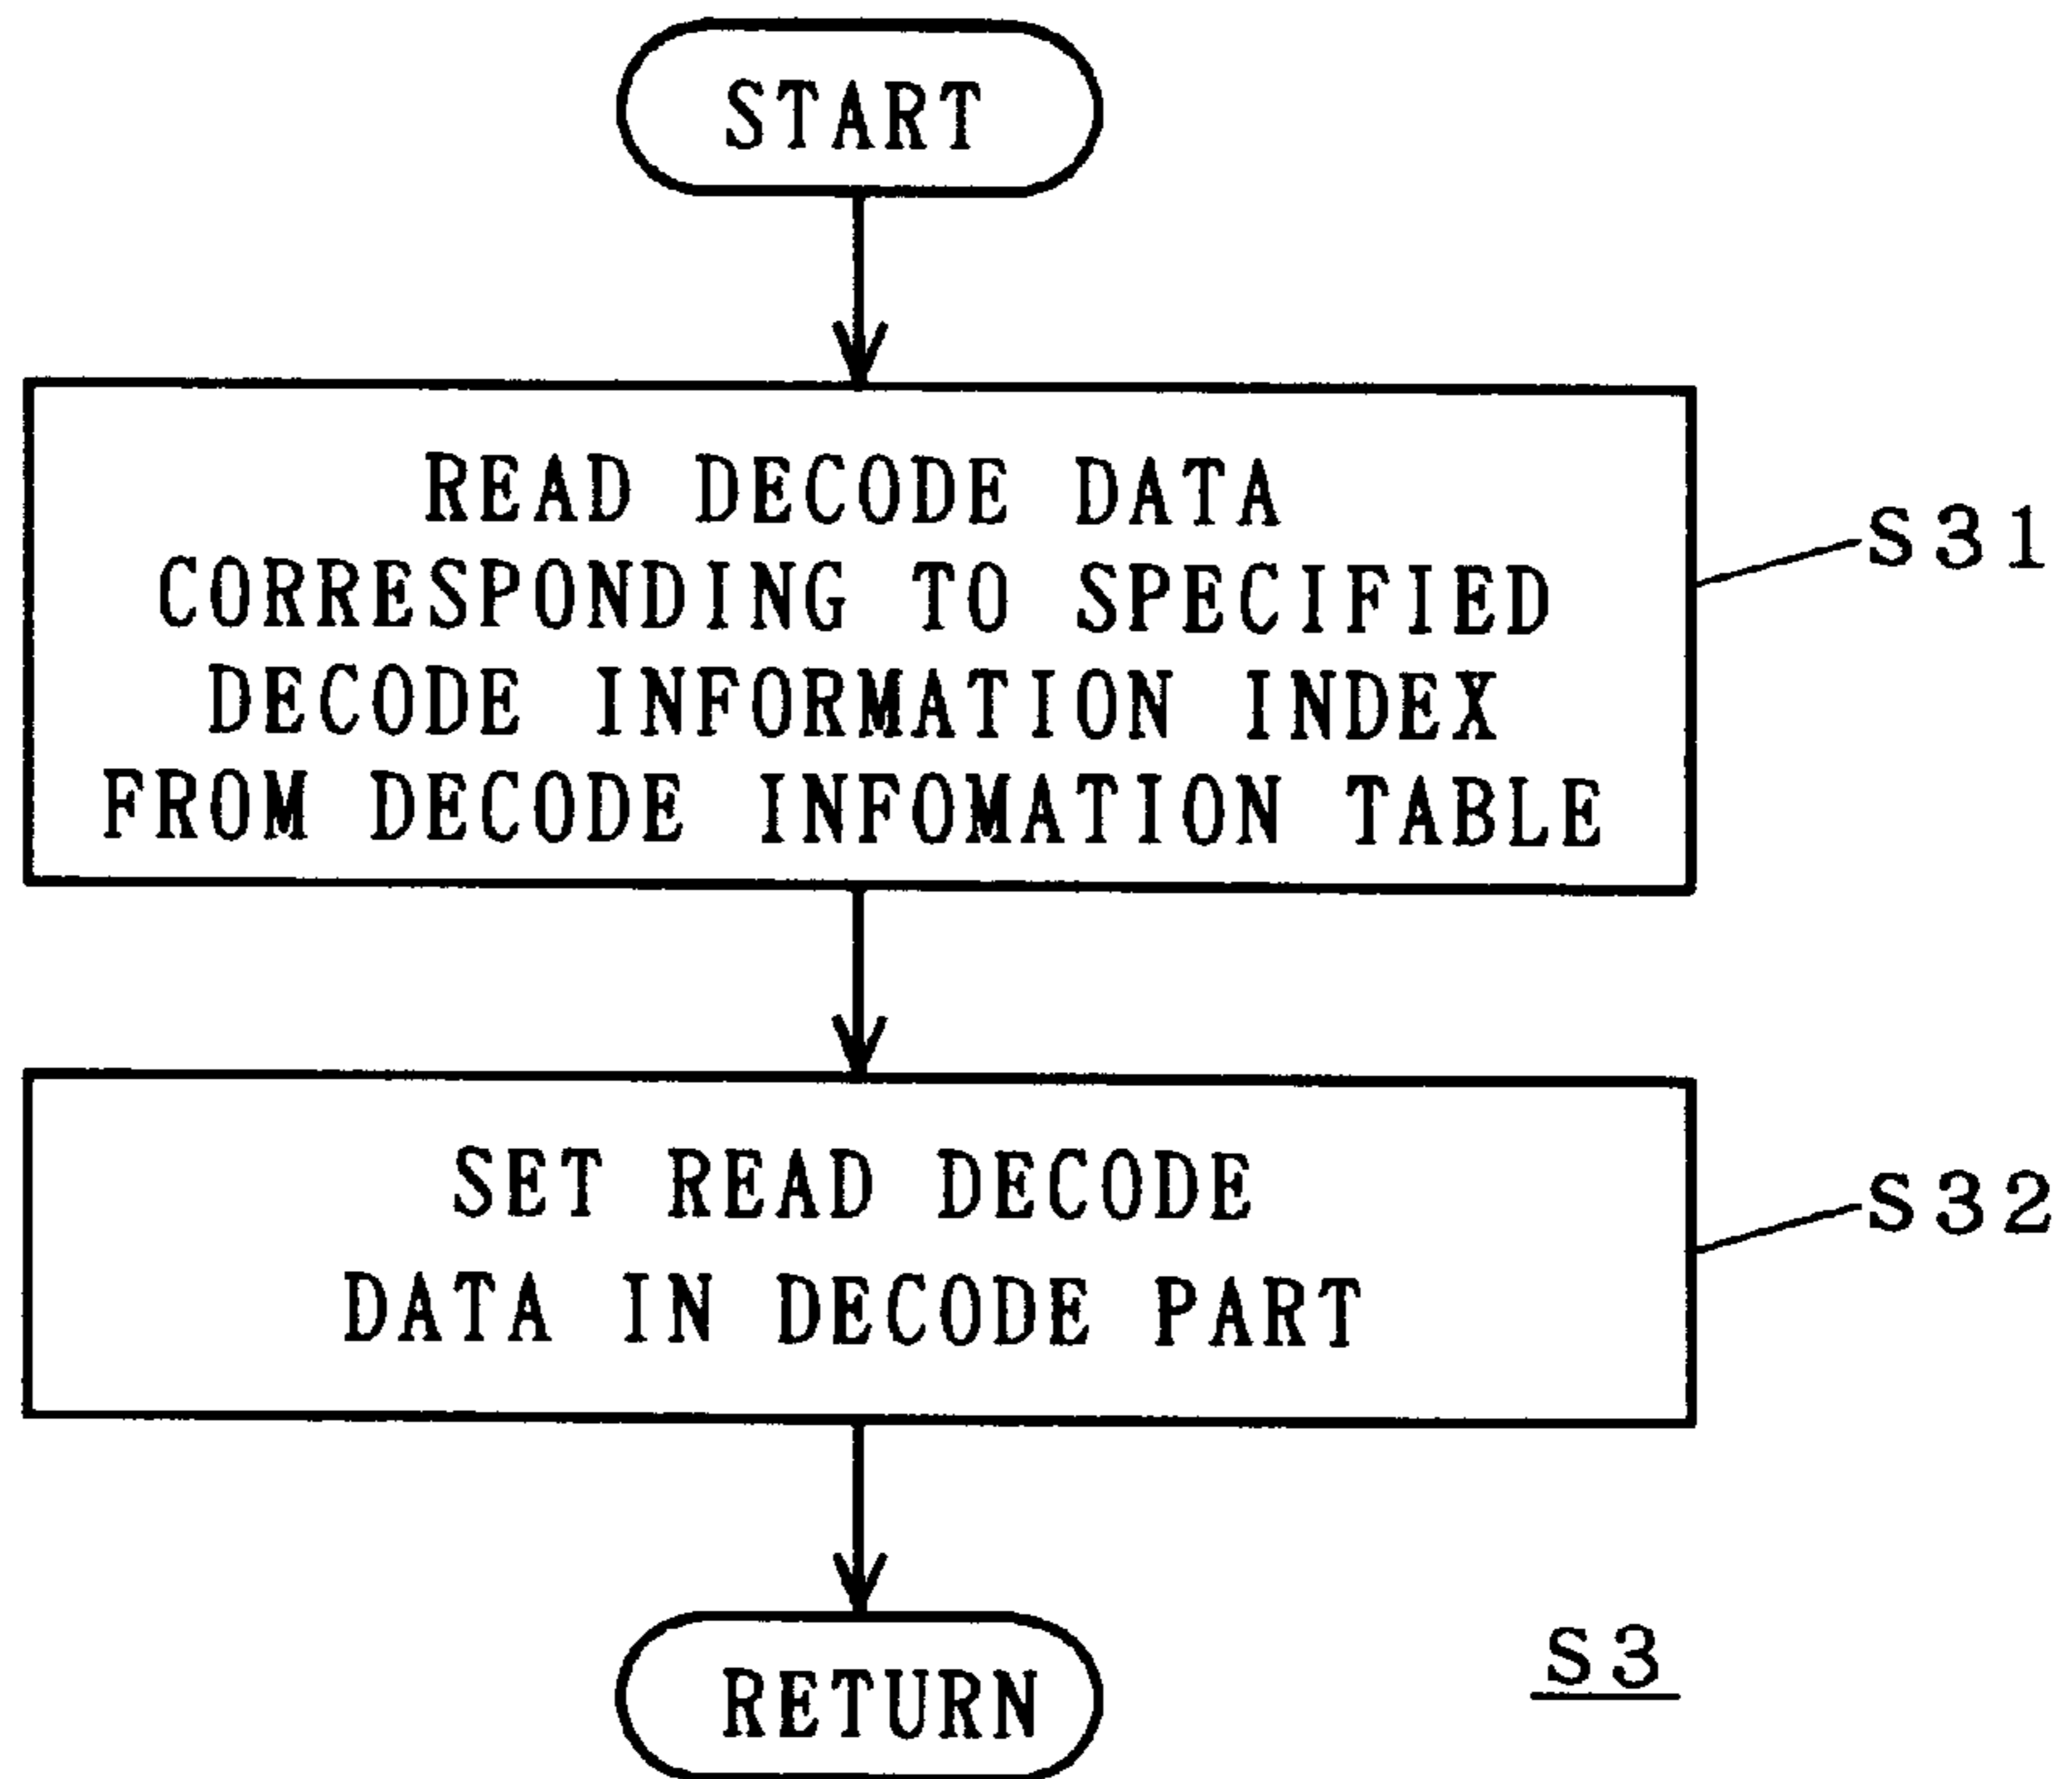 START
READ DECODE DATA
CORRESPONDING TO SPECIFIED
DECODE INFORMATION INDEX
FROM DECODE INFOMATION TABLE
S31
SET READ DECODE
DATA IN DECODE PART
S32
RETURN
S3